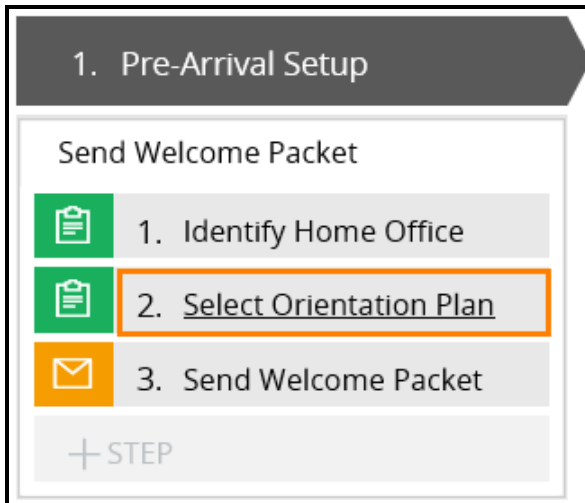 1. Pre-Arrival Setup
Send Welcome Packet
1. Identify Home Office
2. Select Orientation Plan
3. Send Welcome Packet
+ STEP